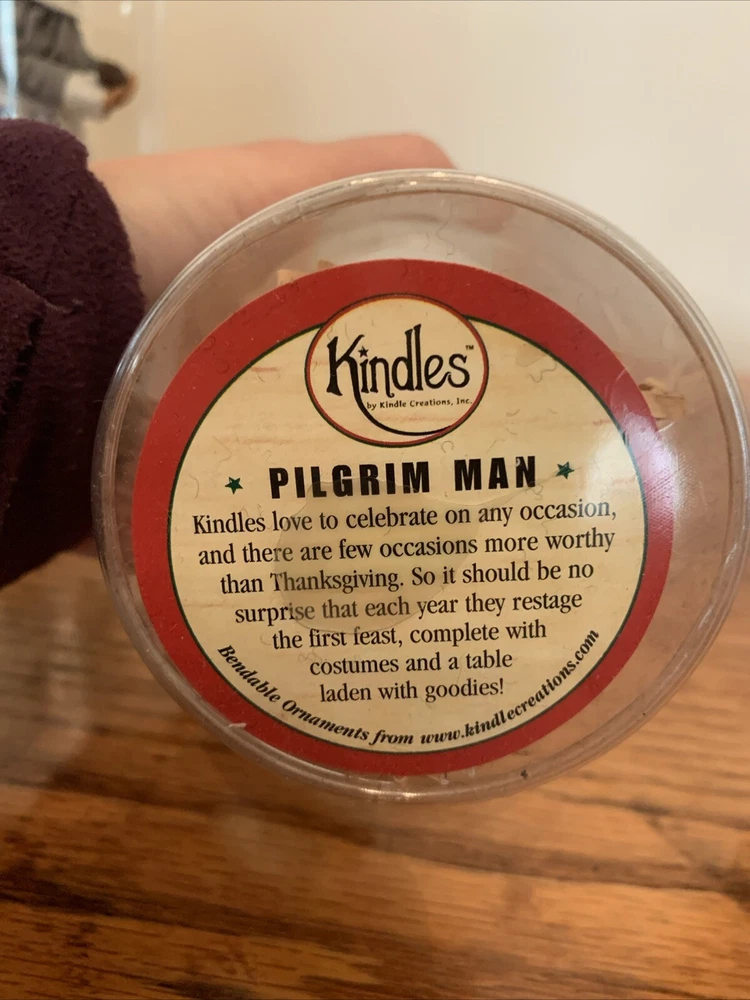 Kindles™
by Kindle Creations, Inc.
PILGRIM MAN
Kindles love to celebrate on any occasion,
and there are few occasions more worthy
than Thanksgiving. So it should be no
surprise that each year they restage
the first feast, complete with
costumes and a table
laden with goodies!
Bendable Ornaments from www.kindlecreations.com